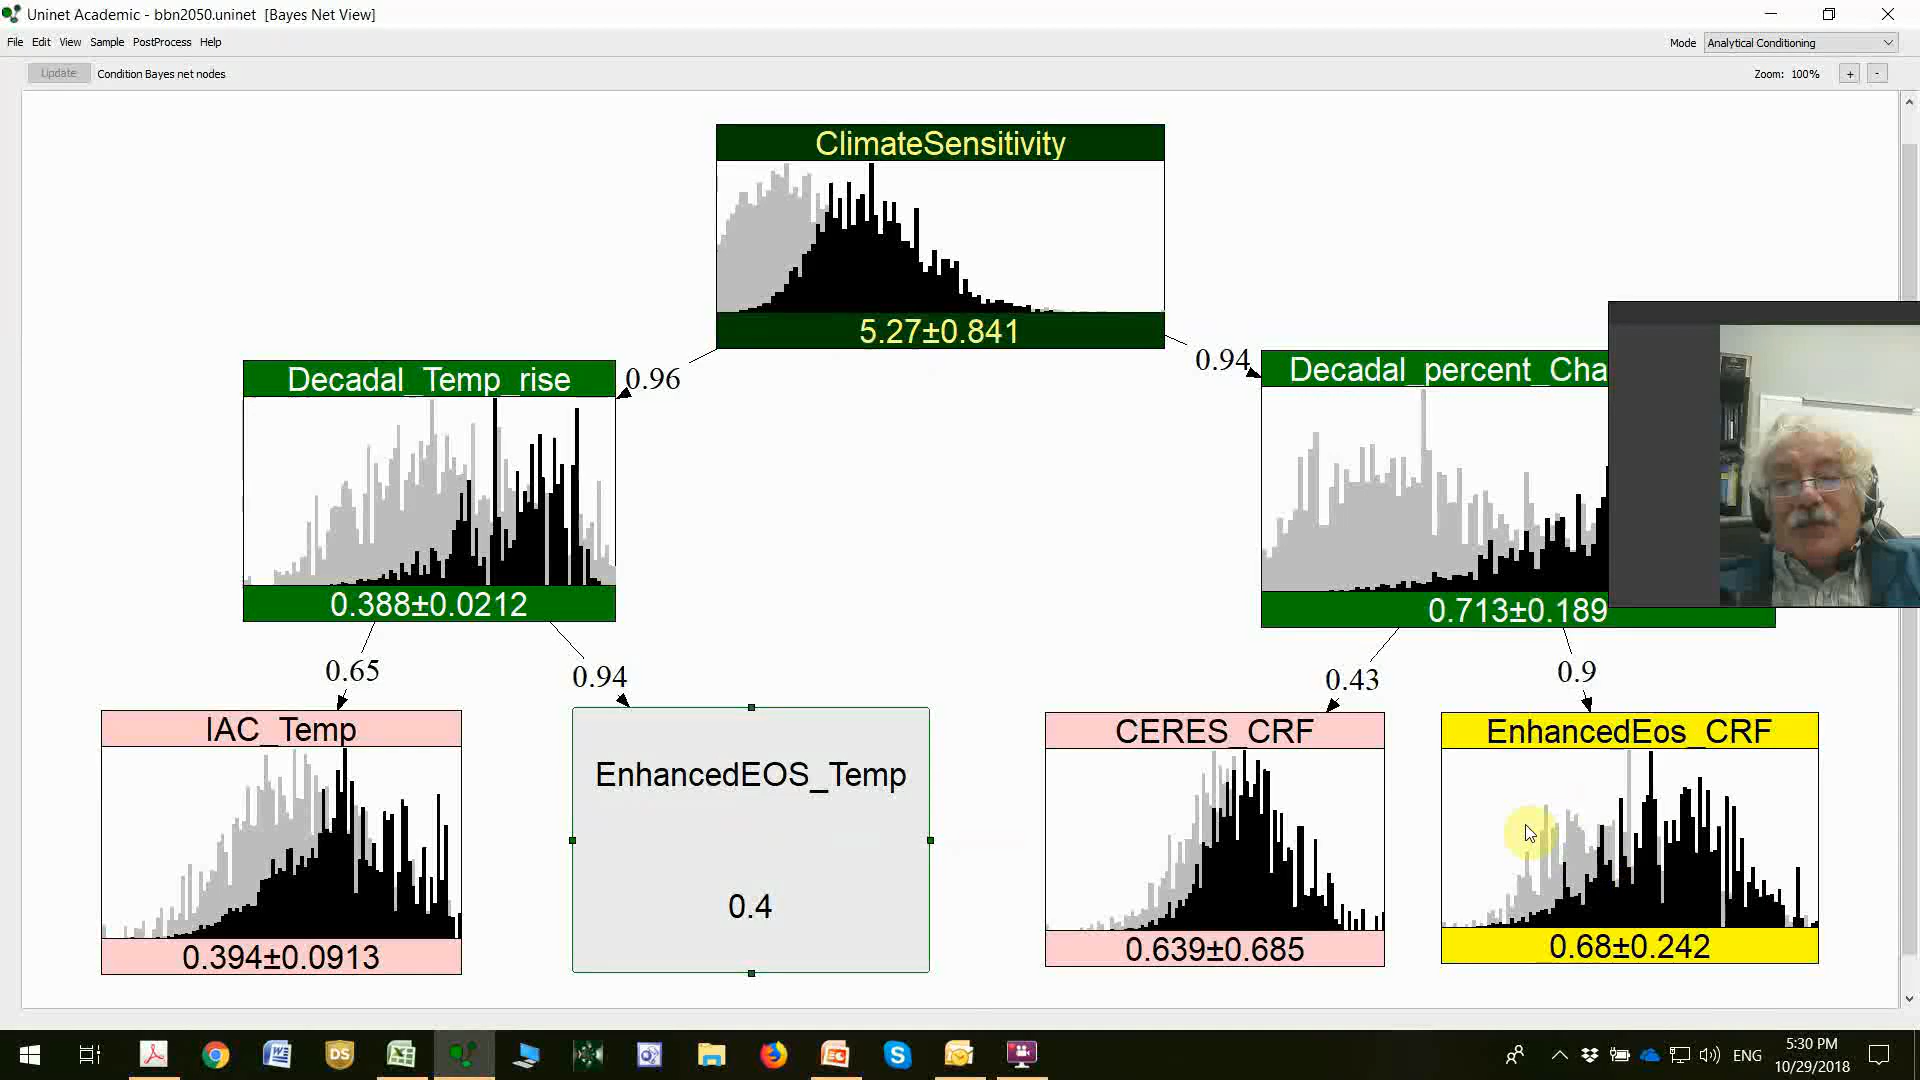 Uninet Academic - bbn2050.uninet [Bayes Net View]
File Edit View Sample PostProcess Help
Mode Analytical Conditioning
Update Condition Bayes net nodes
Zoom: 100% + -
ClimateSensitivity
5.27±0.841
0.96
0.94
Decadal_Temp_rise
0.388±0.0212
Decadal_percent_Cha
0.713±0.189
0.65
0.94
0.43
0.9
IAC_Temp
0.394±0.0913
EnhancedEOS_Temp
0.4
CERES_CRF
0.639±0.685
EnhancedEos_CRF
0.68±0.242
DS
ENG
5:30 PM
10/29/2018